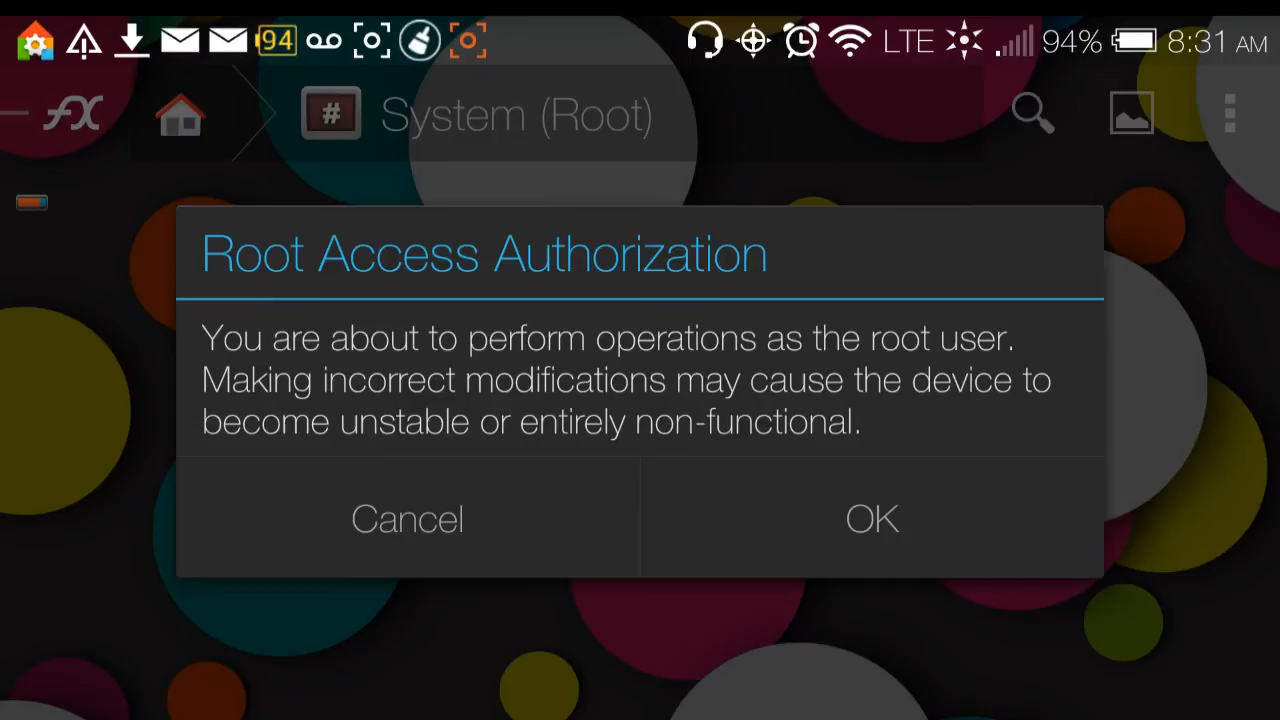 94 LTE 94% 8:31 AM
FX # System (Root)
Root Access Authorization
You are about to perform operations as the root user.
Making incorrect modifications may cause the device to
become unstable or entirely non-functional.
Cancel OK